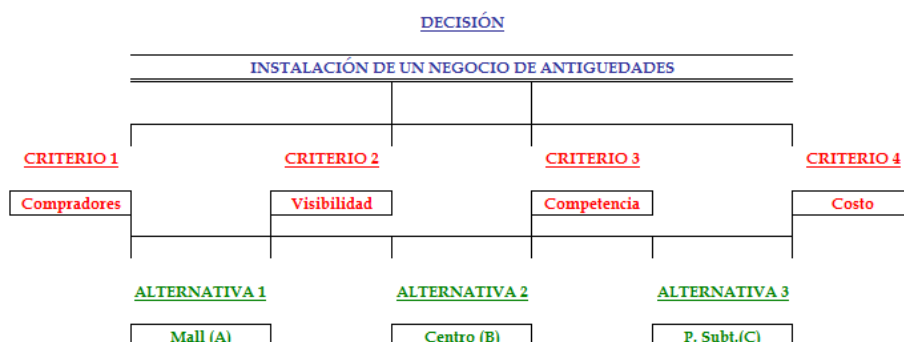 DECISIÓN
INSTALACIÓN DE UN NEGOCIO DE ANTIGUEDADES
CRITERIO 1 CRITERIO 2 CRITERIO 3 CRITERIO 4
Compradores Visibilidad Competencia Costo
ALTERNATIVA 1 ALTERNATIVA 2 ALTERNATIVA 3
Mall (A) Centro (B) P. Subt.(C)